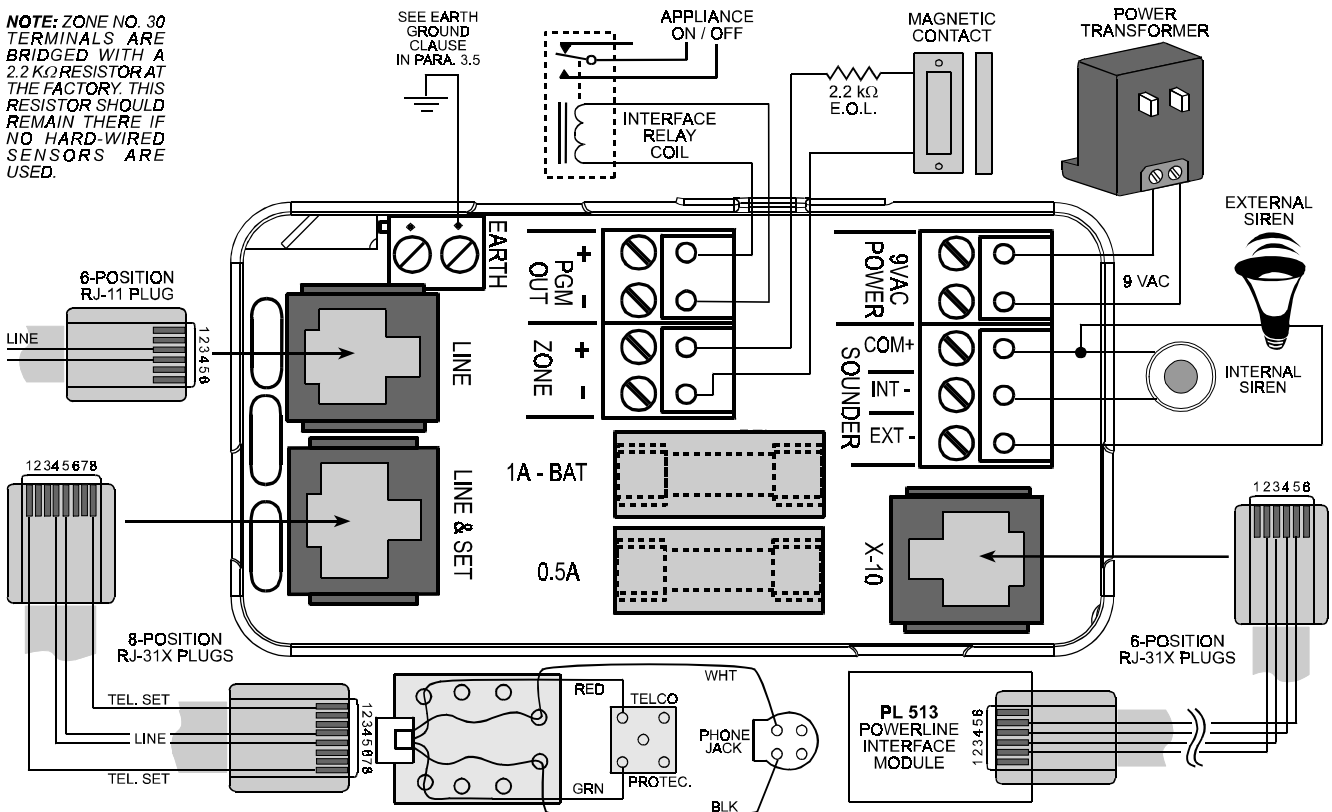 NOTE: ZONE NO. 30
TERMINALS ARE
BRIDGED WITH A
2.2 KΩ RESISTOR AT
THE FACTORY. THIS
RESISTOR SHOULD
REMAIN THERE IF
NO HARD-WIRED
SENSORS ARE
USED.
SEE EARTH
GROUND
CLAUSE
IN PARA. 3.5
APPLIANCE
ON / OFF
INTERFACE
RELAY
COIL
2.2 kΩ
E.O.L.
MAGNETIC
CONTACT
POWER
TRANSFORMER
EXTERNAL
SIREN
9 VAC
INTERNAL
SIREN
6-POSITION
RJ-11 PLUG
LINE
123456
EARTH
LINE
PGM
OUT
+
-
ZONE
+
-
9VAC
POWER
COM+
INT -
EXT -
SOUNDER
12345678
LINE & SET
1A - BAT
0.5A
X-10
123456
8-POSITION
RJ-31X PLUGS
6-POSITION
RJ-31X PLUGS
TEL. SET
LINE
TEL. SET
12345678
RED
GRN
TELCO
PROTEC.
WHT
PHONE
JACK
BLK
PL 513
POWERLINE
INTERFACE
MODULE
123456